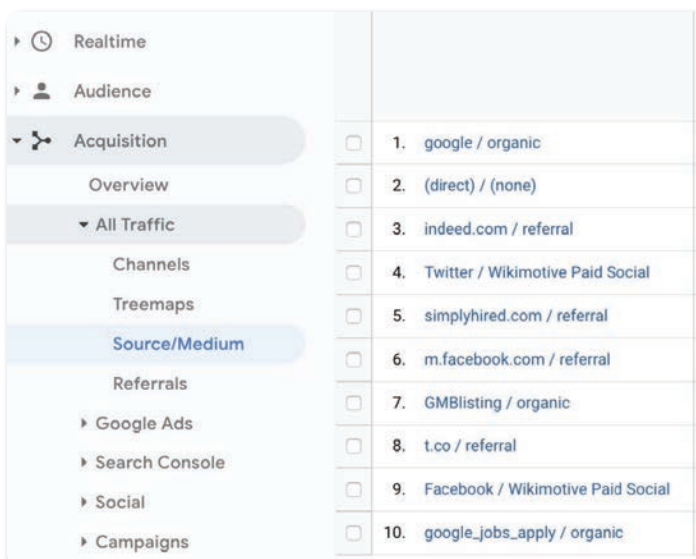 Realtime
Audience
Acquisition
Overview
All Traffic
Channels
Treemaps
Source/Medium
Referrals
Google Ads
Search Console
Social
Campaigns
1. google / organic
2. (direct) / (none)
3. indeed.com / referral
4. Twitter / Wikimotive Paid Social
5. simplyhired.com / referral
6. m.facebook.com / referral
7. GMBlisting / organic
8. t.co / referral
9. Facebook / Wikimotive Paid Social
10. google_jobs_apply / organic